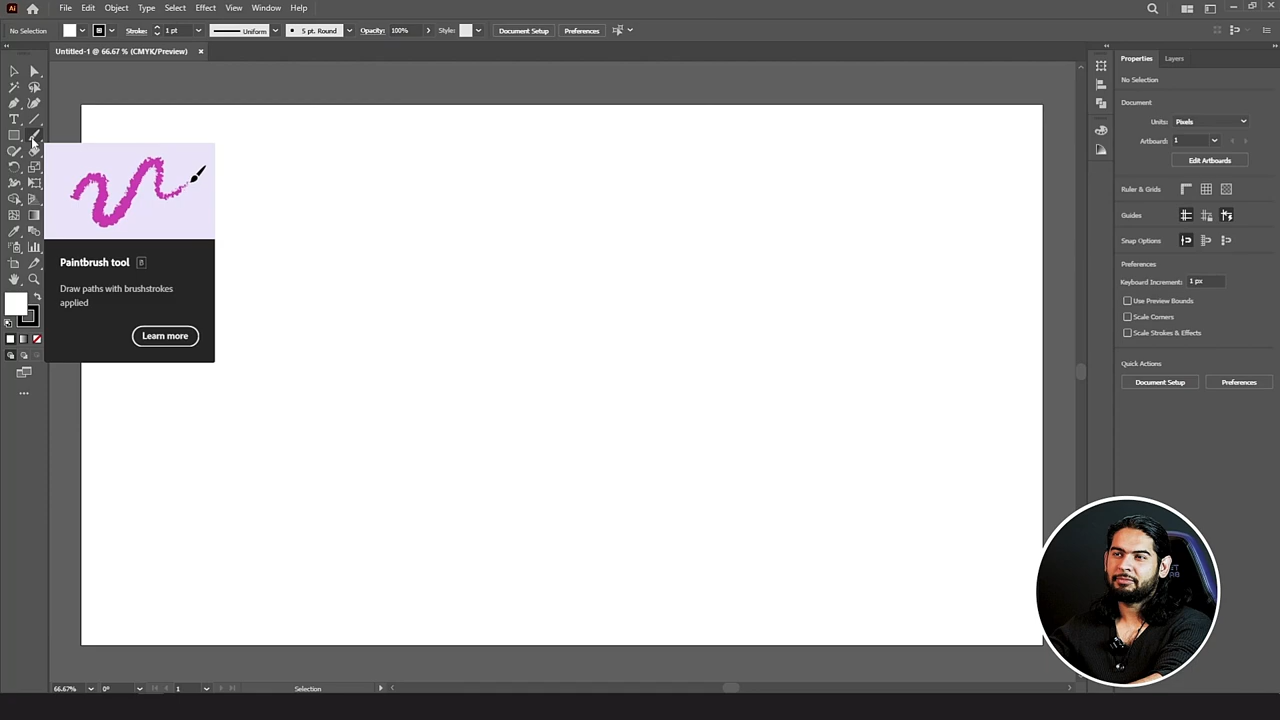 Ai File Edit Object Type Select Effect View Window Help
No Selection Stroke: 1 pt Uniform 5 pt. Round Opacity: 100% Style: Document Setup Preferences
Untitled-1 @ 66.67 % (CMYK/Preview) ×
Properties Layers
No Selection
Document
Units: Pixels
Artboard: 1
Edit Artboards
Ruler & Grids
Guides
Snap Options
Preferences
Keyboard Increment: 1 px
Use Preview Bounds
Scale Corners
Scale Strokes & Effects
Quick Actions
Document Setup Preferences
Paintbrush tool B
Draw paths with brushstrokes
applied
Learn more
66.67% 0° 1 Selection